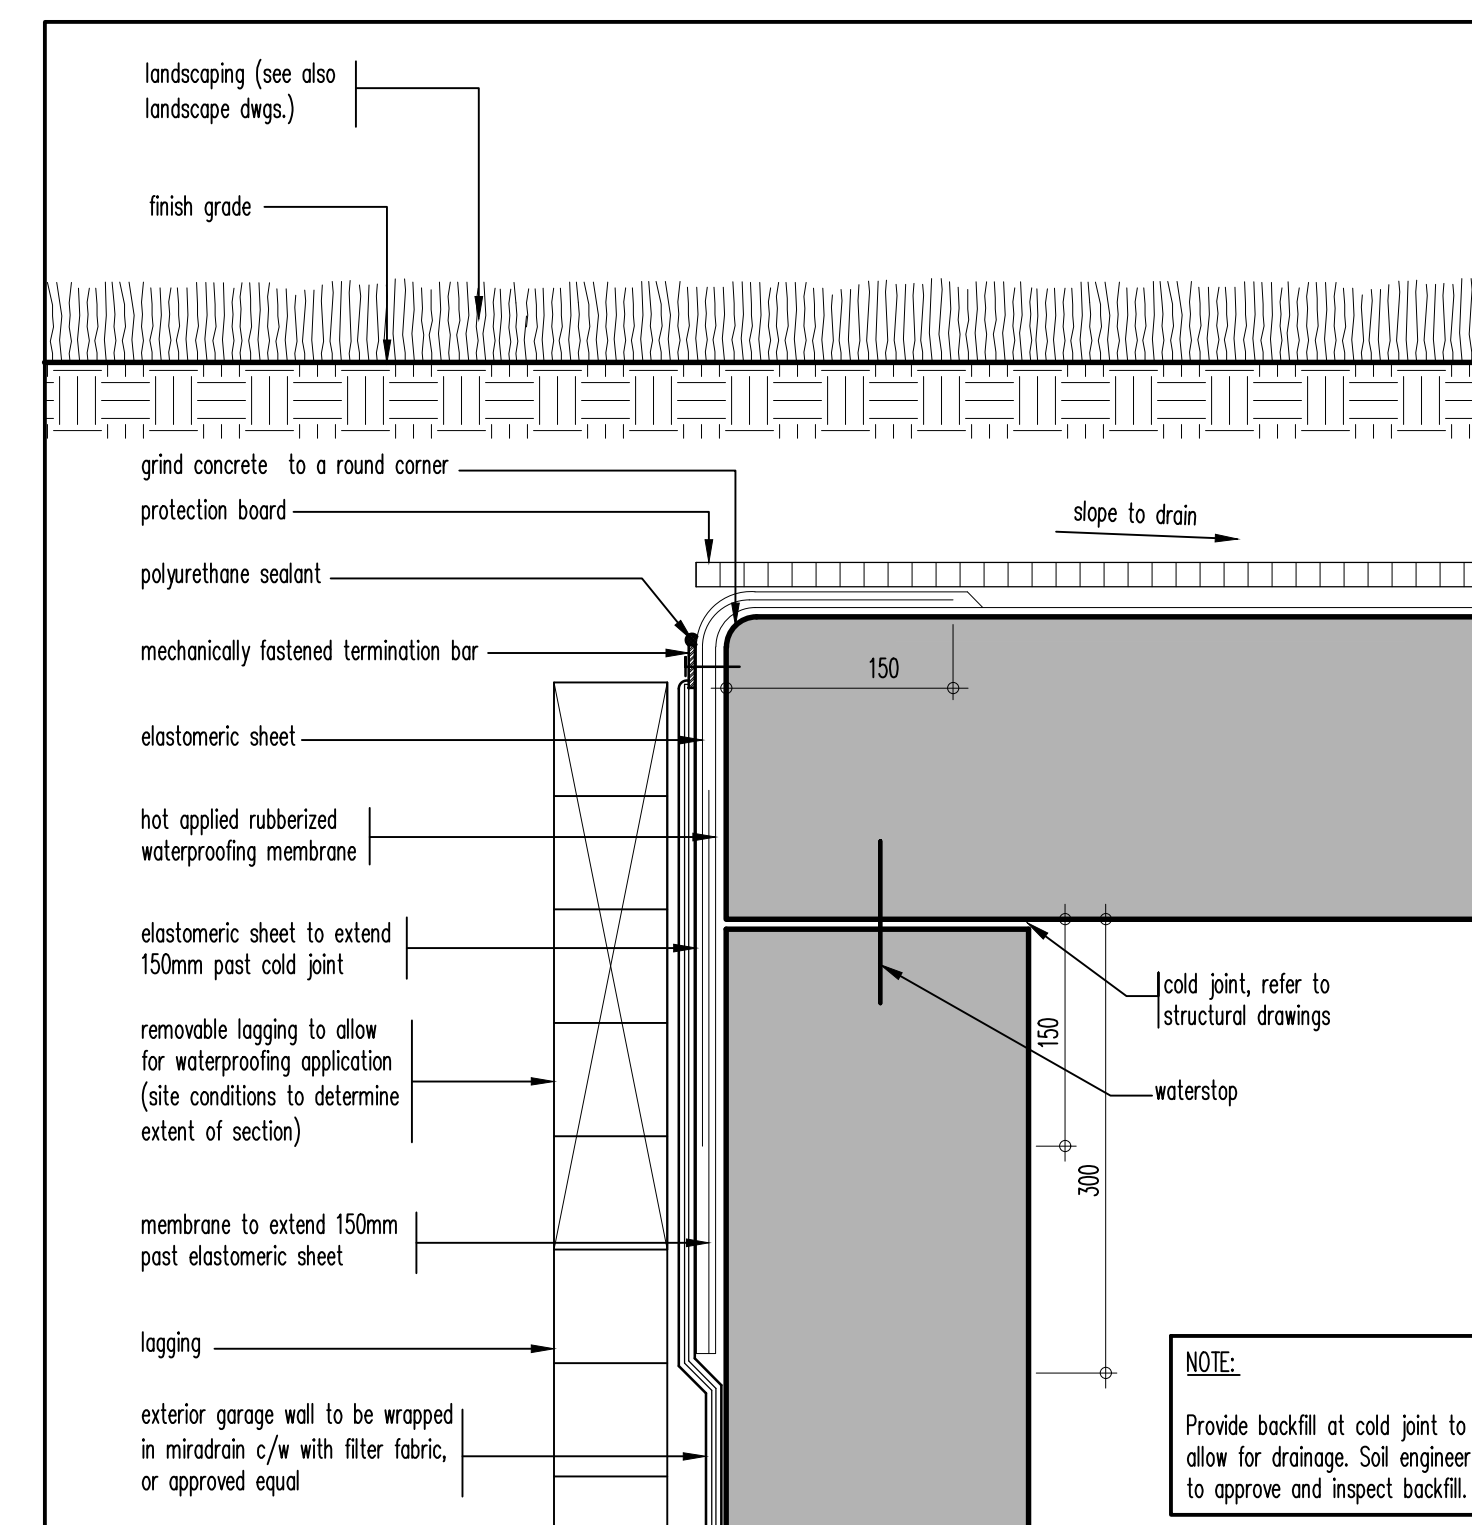 landscaping (see also
landscape dwgs.)
finish grade
grind concrete to a round corner
protection board
slope to drain
polyurethane sealant
mechanically fastened termination bar
150
elastomeric sheet
hot applied rubberized
waterproofing membrane
elastomeric sheet to extend
150mm past cold joint
cold joint, refer to
structural drawings
removable lagging to allow
for waterproofing application
(site conditions to determine
extent of section)
150
waterstop
300
membrane to extend 150mm
past elastomeric sheet
lagging
exterior garage wall to be wrapped
in miradrain c/w with filter fabric,
or approved equal
NOTE:
Provide backfill at cold joint to
allow for drainage. Soil engineer
to approve and inspect backfill.